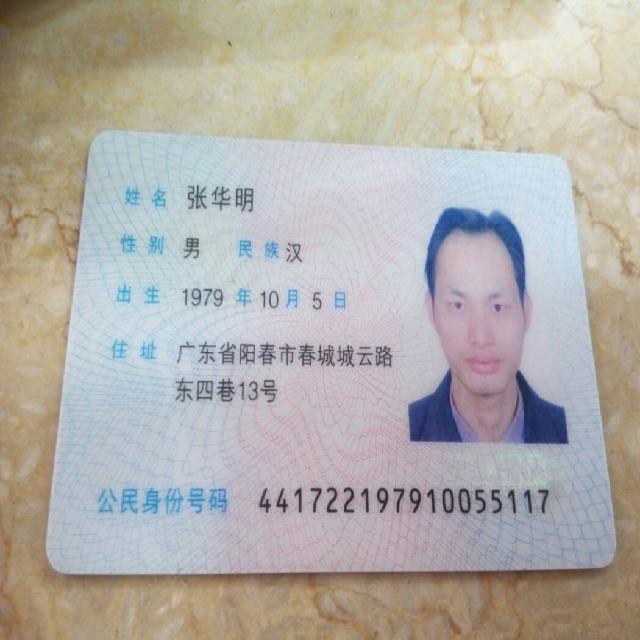 姓名 张华明
性别 男 民族 汉
出生 1979 年 10 月 5 日
住址 广东省阳春市春城城云路
东四巷13号
公民身份号码 441722197910055117